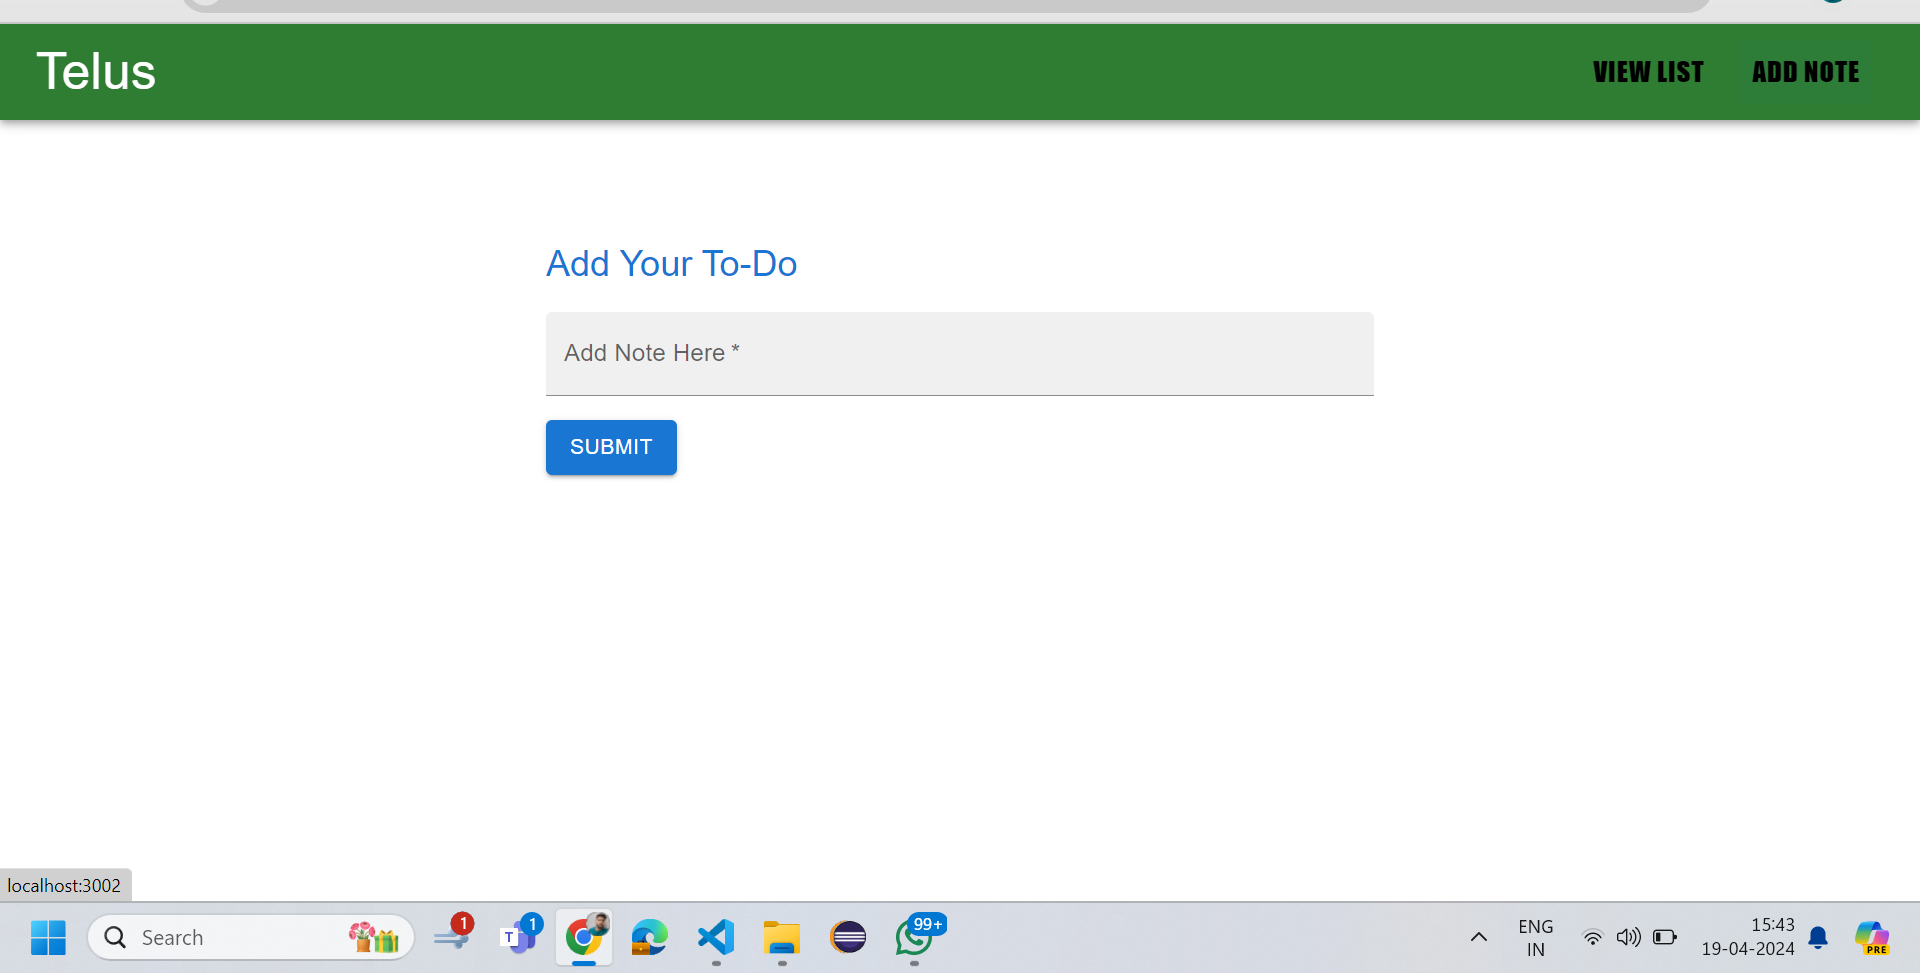 Telus
VIEW LIST
ADD NOTE
Add Your To-Do
Add Note Here *
SUBMIT
localhost:3002
Search
1
T
1
99+
ENG
IN
15:43
19-04-2024
PRE